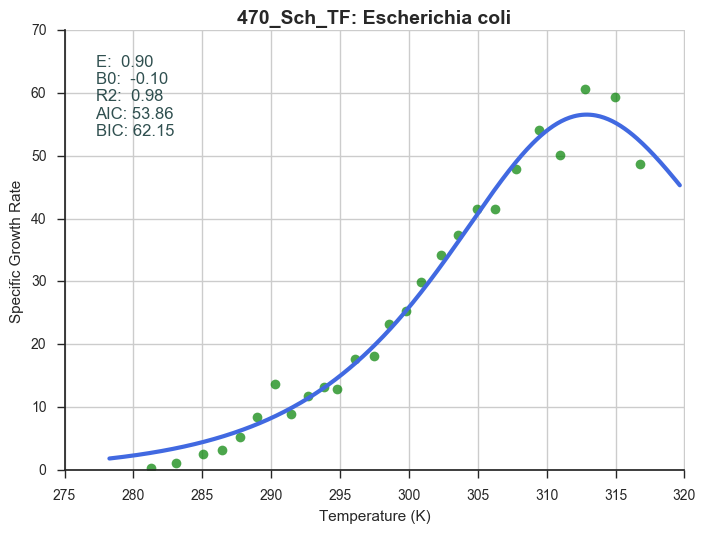 470_Sch_TF: Escherichia coli
E: 0.90
B0: -0.10
R2: 0.98
AIC: 53.86
BIC: 62.15
Specific Growth Rate
70
60
50
40
30
20
10
0
275 280 285 290 295 300 305 310 315 320
Temperature (K)